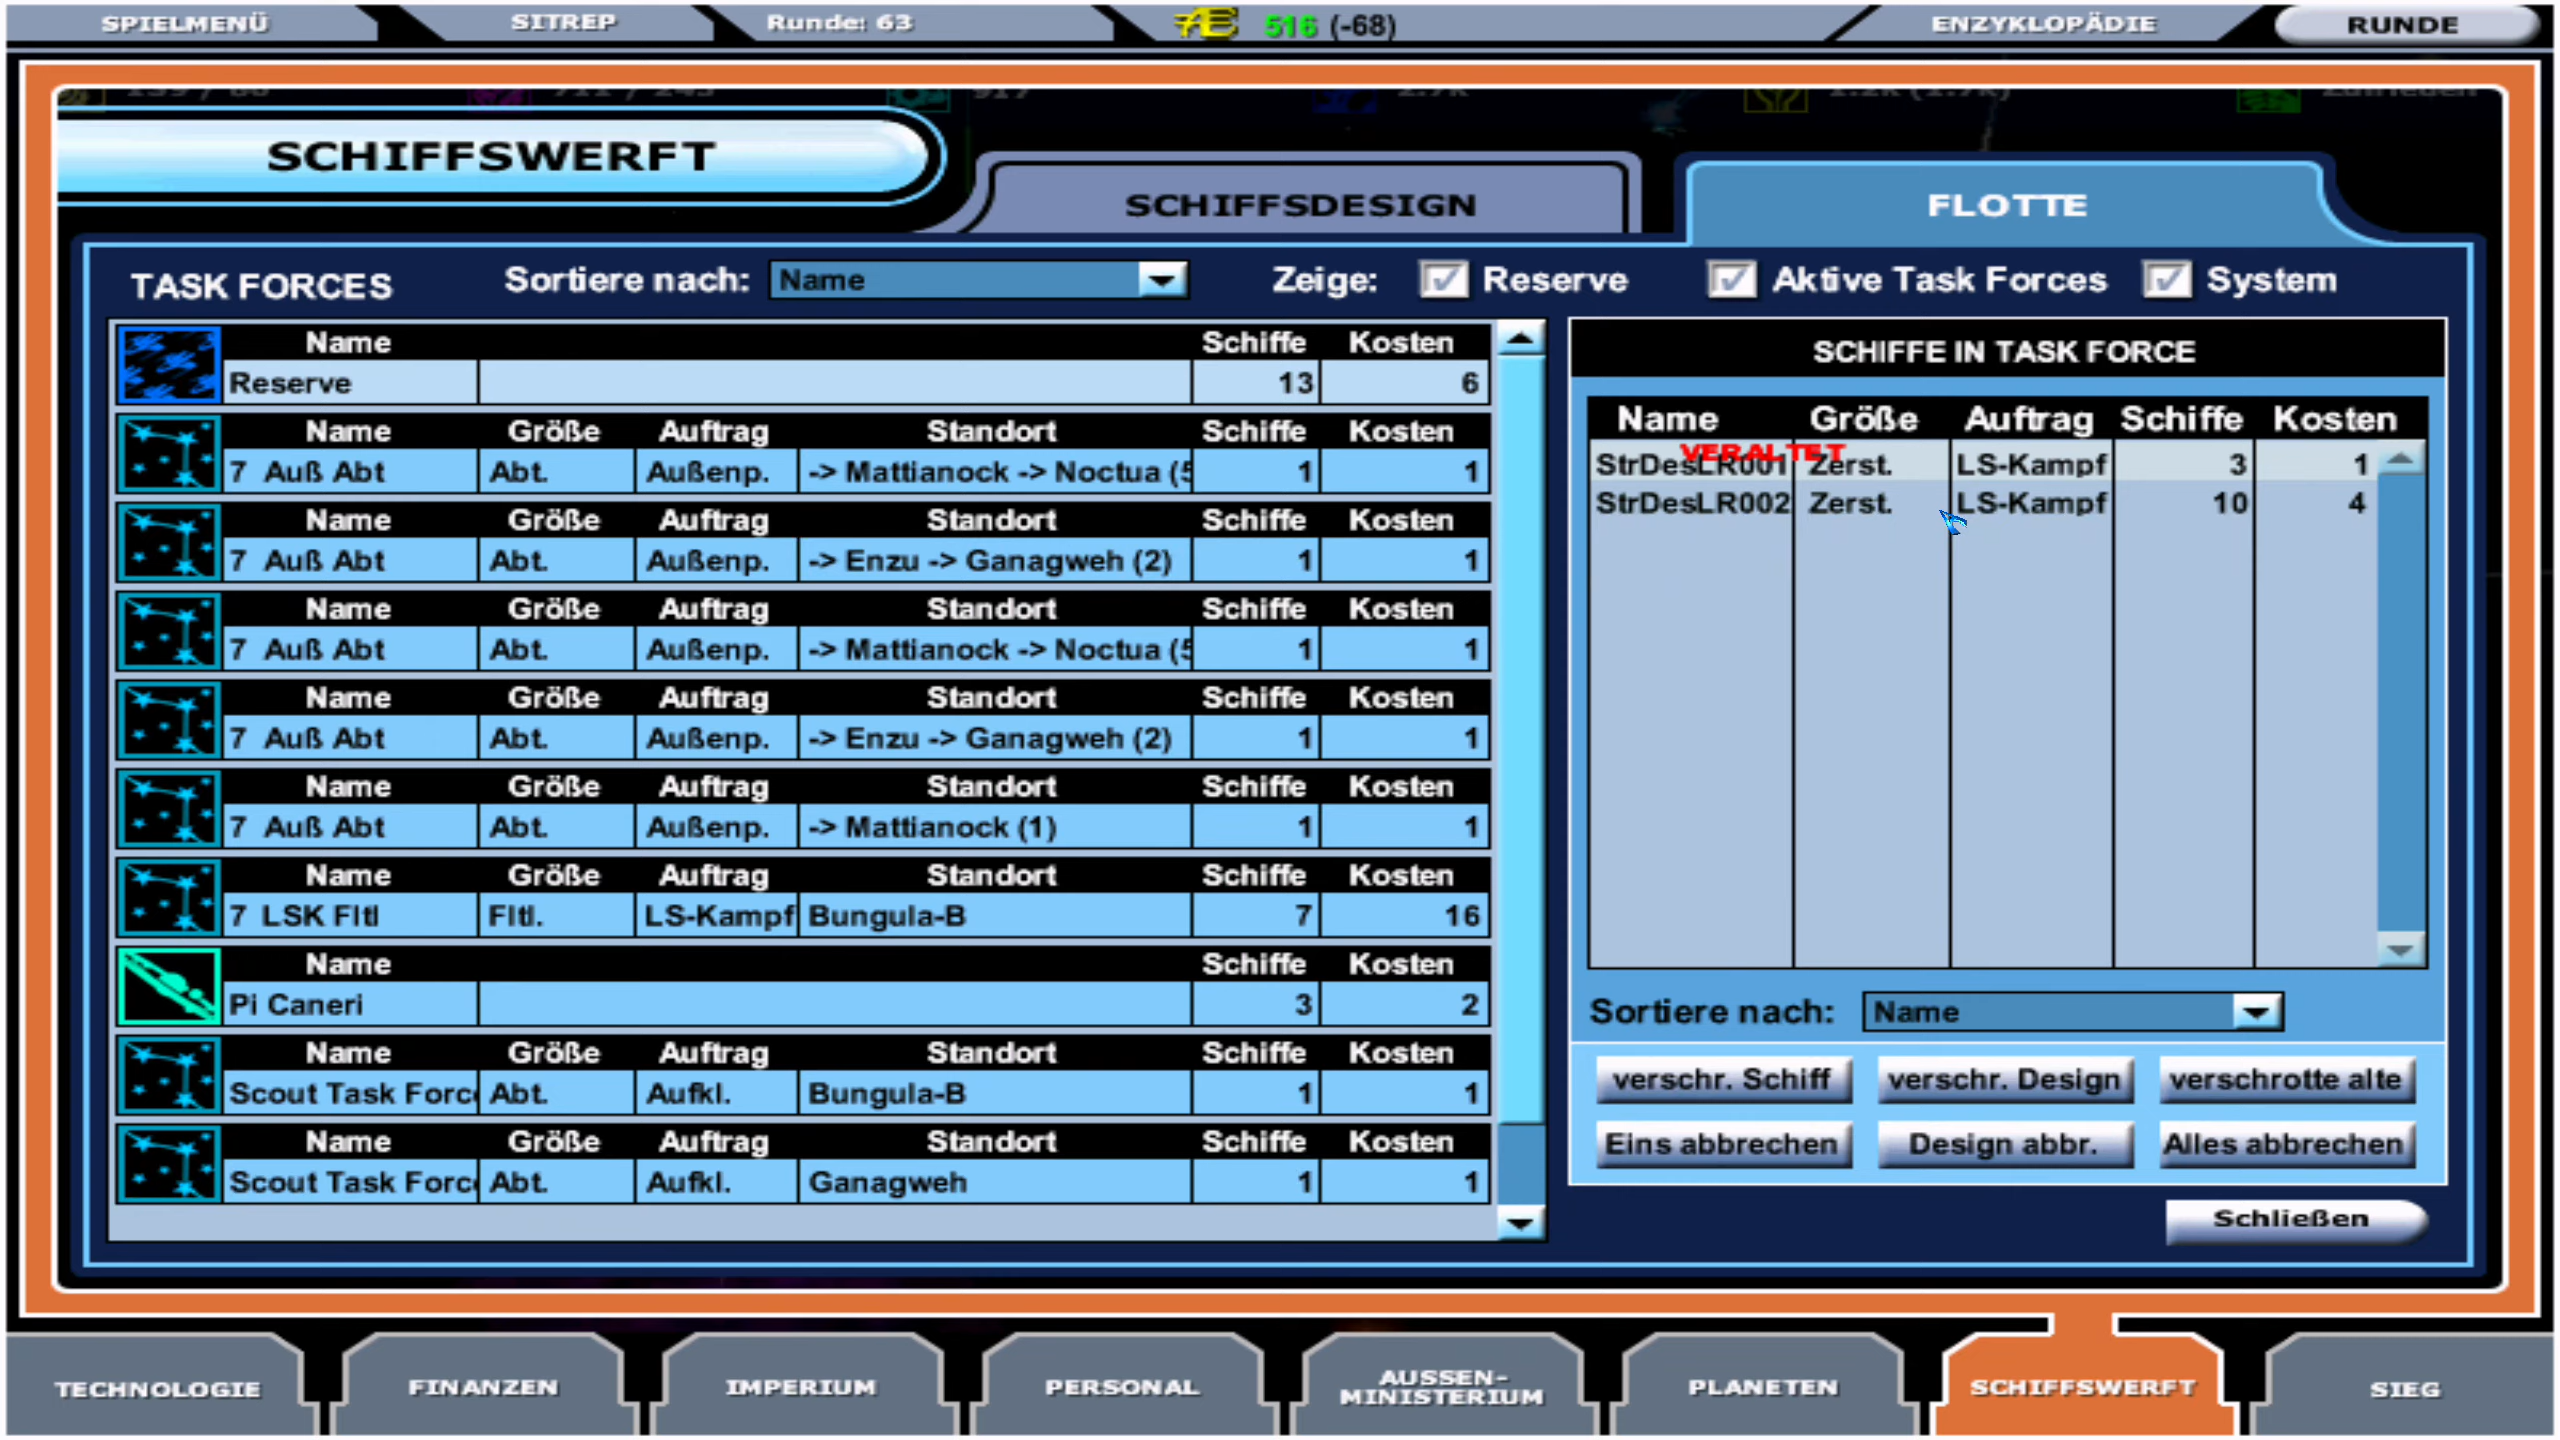 SPIELMENÜ SITREP Runde: 63 516 (-68) ENZYKLOPÄDIE RUNDE
SCHIFFSWERFT
SCHIFFSDESIGN FLOTTE
TASK FORCES Sortiere nach: Name Zeige: Reserve Aktive Task Forces System
Name Schiffe Kosten
Reserve 13 6
Name Größe Auftrag Standort Schiffe Kosten
7 Auß Abt Abt. Außenp. -> Mattianock -> Noctua (5 1 1
Name Größe Auftrag Standort Schiffe Kosten
7 Auß Abt Abt. Außenp. -> Enzu -> Ganagweh (2) 1 1
Name Größe Auftrag Standort Schiffe Kosten
7 Auß Abt Abt. Außenp. -> Mattianock -> Noctua (5 1 1
Name Größe Auftrag Standort Schiffe Kosten
7 Auß Abt Abt. Außenp. -> Enzu -> Ganagweh (2) 1 1
Name Größe Auftrag Standort Schiffe Kosten
7 Auß Abt Abt. Außenp. -> Mattianock (1) 1 1
Name Größe Auftrag Standort Schiffe Kosten
7 LSK Fltl Fltl. LS-Kampf Bungula-B 7 16
Name Schiffe Kosten
Pi Caneri 3 2
Name Größe Auftrag Standort Schiffe Kosten
Scout Task Forc Abt. Aufkl. Bungula-B 1 1
Name Größe Auftrag Standort Schiffe Kosten
Scout Task Forc Abt. Aufkl. Ganagweh 1 1
SCHIFFE IN TASK FORCE
Name Größe Auftrag Schiffe Kosten
VERALTET
StrDesLR001 Zerst. LS-Kampf 3 1
StrDesLR002 Zerst. LS-Kampf 10 4
Sortiere nach: Name
verschr. Schiff verschr. Design verschrotte alte
Eins abbrechen Design abbr. Alles abbrechen
Schließen
TECHNOLOGIE FINANZEN IMPERIUM PERSONAL AUSSEN-
MINISTERIUM PLANETEN SCHIFFSWERFT SIEG